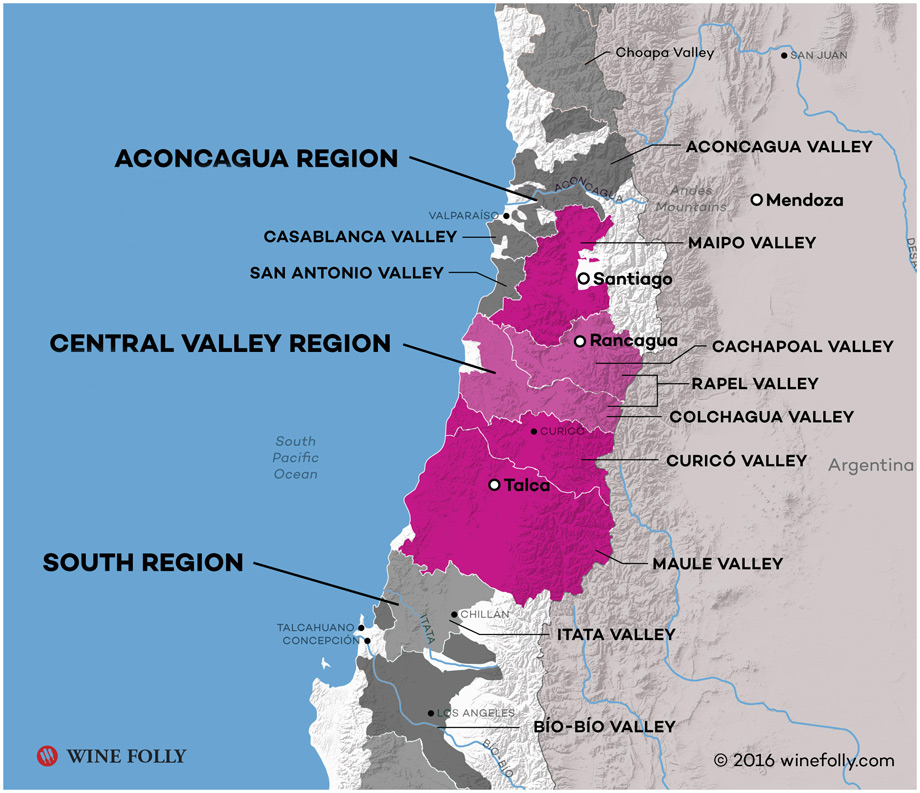 Choapa Valley
SAN JUAN
ACONCAGUA REGION
ACONCAGUA VALLEY
ACONCAGUA
Andes
Mountains
Mendoza
VALPARAÍSO
CASABLANCA VALLEY
MAIPO VALLEY
DESA
SAN ANTONIO VALLEY
Santiago
CENTRAL VALLEY REGION
Rancagua
CACHAPOAL VALLEY
RAPEL VALLEY
COLCHAGUA VALLEY
CURICÓ
South
Pacific
Ocean
CURICÓ VALLEY
Argentina
Talca
SOUTH REGION
MAULE VALLEY
CHILLÁN
ITATA
TALCAHUANO
CONCEPCIÓN
ITATA VALLEY
LOS ANGELES
BÍO-BÍO VALLEY
BÍO-BÍO
WINE FOLLY
© 2016 winefolly.com